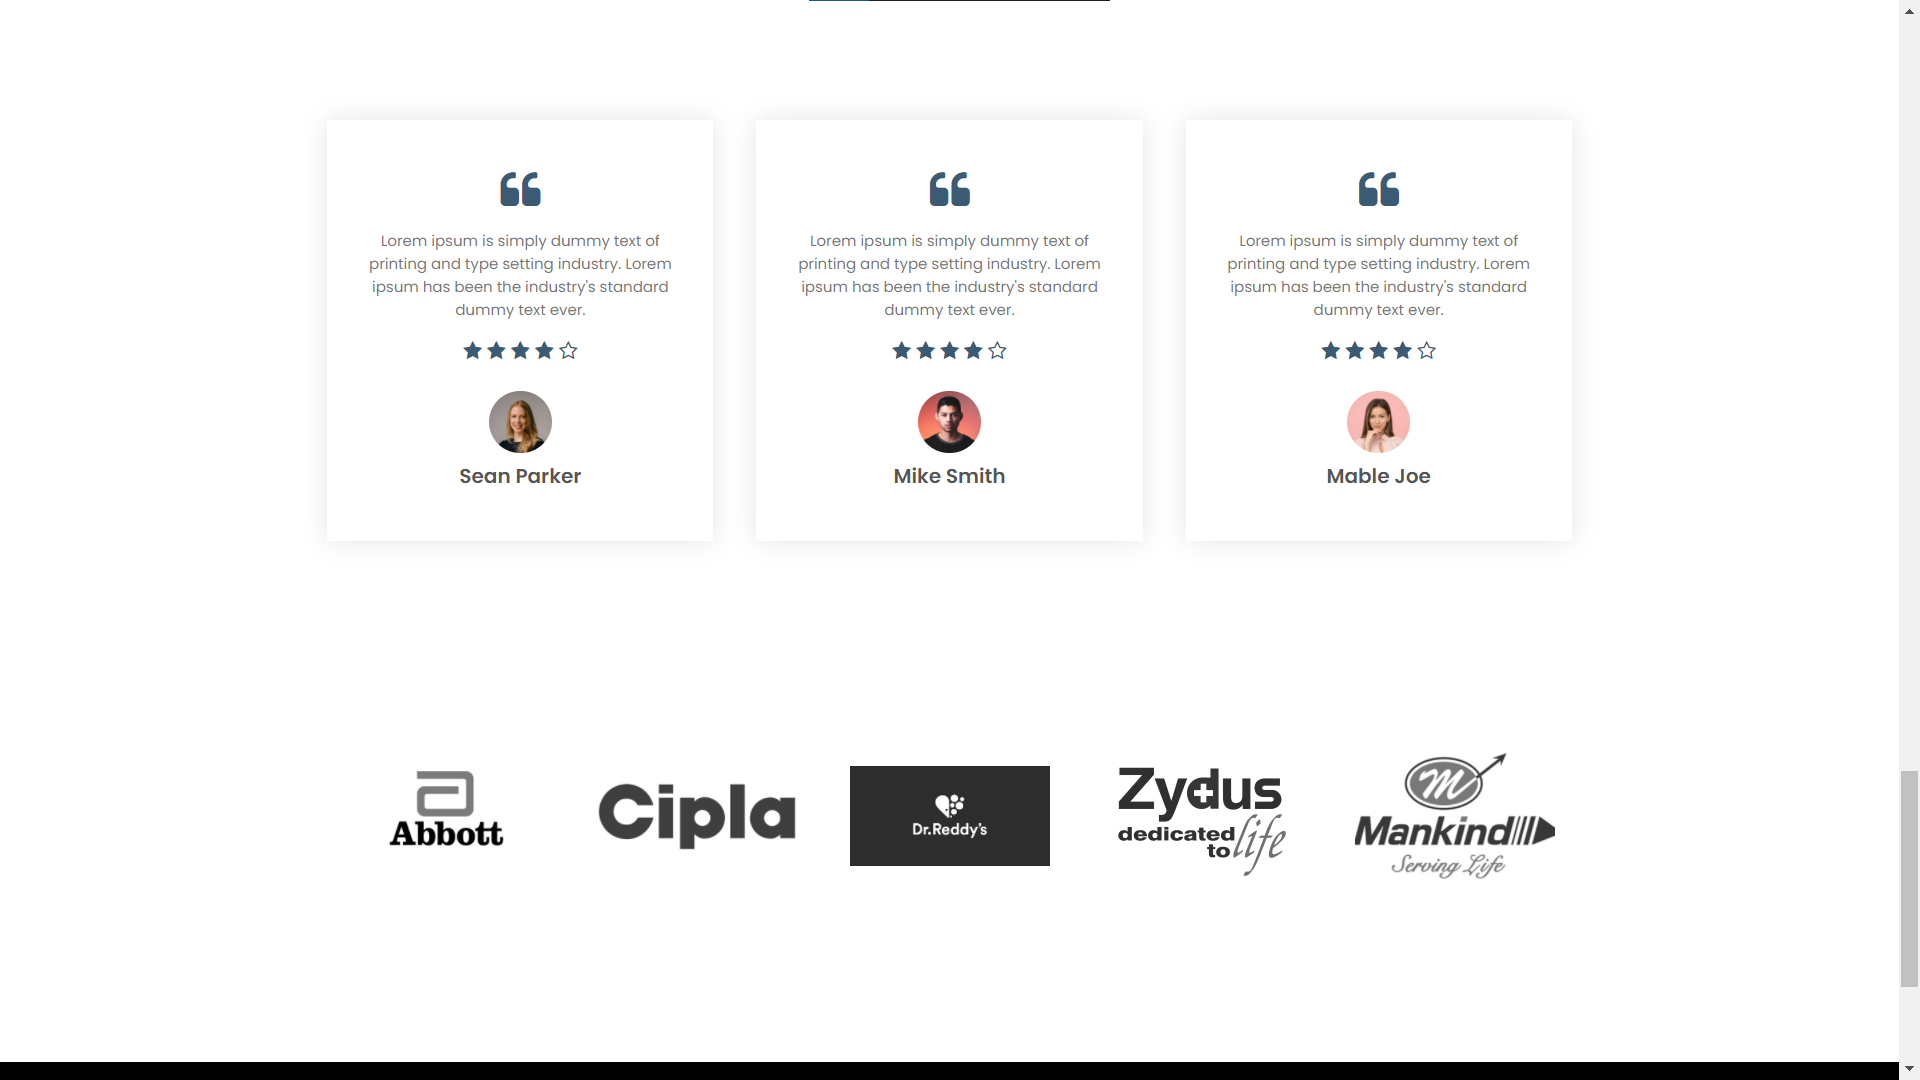 Lorem ipsum is simply dummy text of
printing and type setting industry. Lorem
ipsum has been the industry's standard
dummy text ever.
Sean Parker
Lorem ipsum is simply dummy text of
printing and type setting industry. Lorem
ipsum has been the industry's standard
dummy text ever.
Mike Smith
Lorem ipsum is simply dummy text of
printing and type setting industry. Lorem
ipsum has been the industry's standard
dummy text ever.
Mable Joe
Abbott
Cipla
Dr.Reddy's
Zydus
dedicated
to life
M
Mankind
Serving Life